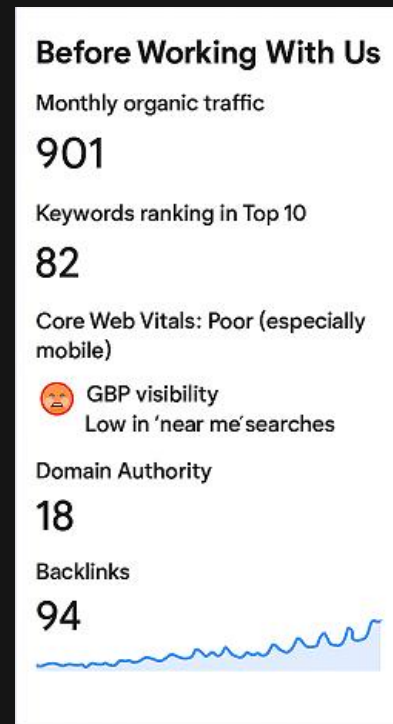 Before Working With Us
Monthly organic traffic
901
Keywords ranking in Top 10
82
Core Web Vitals: Poor (especially
mobile)
GBP visibility
Low in ‘near me’ searches
Domain Authority
18
Backlinks
94